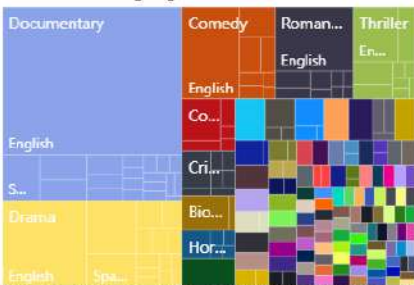 Documentary
English
S...
Drama
English
Spa...
Comedy
English
Roman...
English
Thriller
En...
Co...
Cri...
Bio...
Hor...